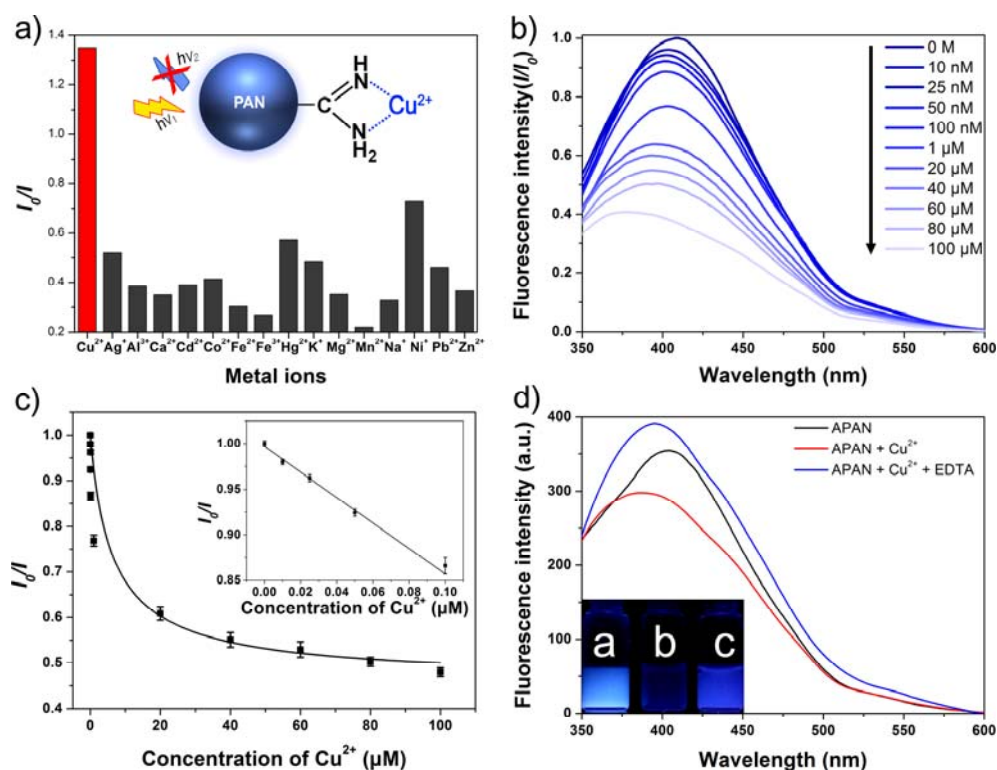 a)
1.4
1.2
1.0
0.8
0.6
0.4
0.2
I₀/I
hν₂
hν₁
PAN
NH
C
NH₂
Cu²⁺
Cu²⁺ Ag⁺ Al³⁺ Ca²⁺ Cd²⁺ Co²⁺ Fe²⁺ Fe³⁺ Hg²⁺ K⁺ Mg²⁺ Mn²⁺ Na⁺ Ni⁺ Pb²⁺ Zn²⁺
Metal ions
b)
1.0
0.8
0.6
0.4
0.2
0.0
Fluorescence intensity(I/I₀)
0 M
10 nM
25 nM
50 nM
100 nM
1 µM
20 µM
40 µM
60 µM
80 µM
100 µM
350 400 450 500 550 600
Wavelength (nm)
c)
1.0
0.9
0.8
0.7
0.6
0.5
0.4
I₀/I
1.00
0.95
0.90
0.85
I₀/I
0.00 0.02 0.04 0.06 0.08 0.10
Concentration of Cu²⁺ (µM)
0 20 40 60 80 100
Concentration of Cu²⁺ (µM)
d)
400
300
200
100
0
Fluorescence intensity (a.u.)
APAN
APAN + Cu²⁺
APAN + Cu²⁺ + EDTA
a b c
350 400 450 500 550 600
Wavelength (nm)